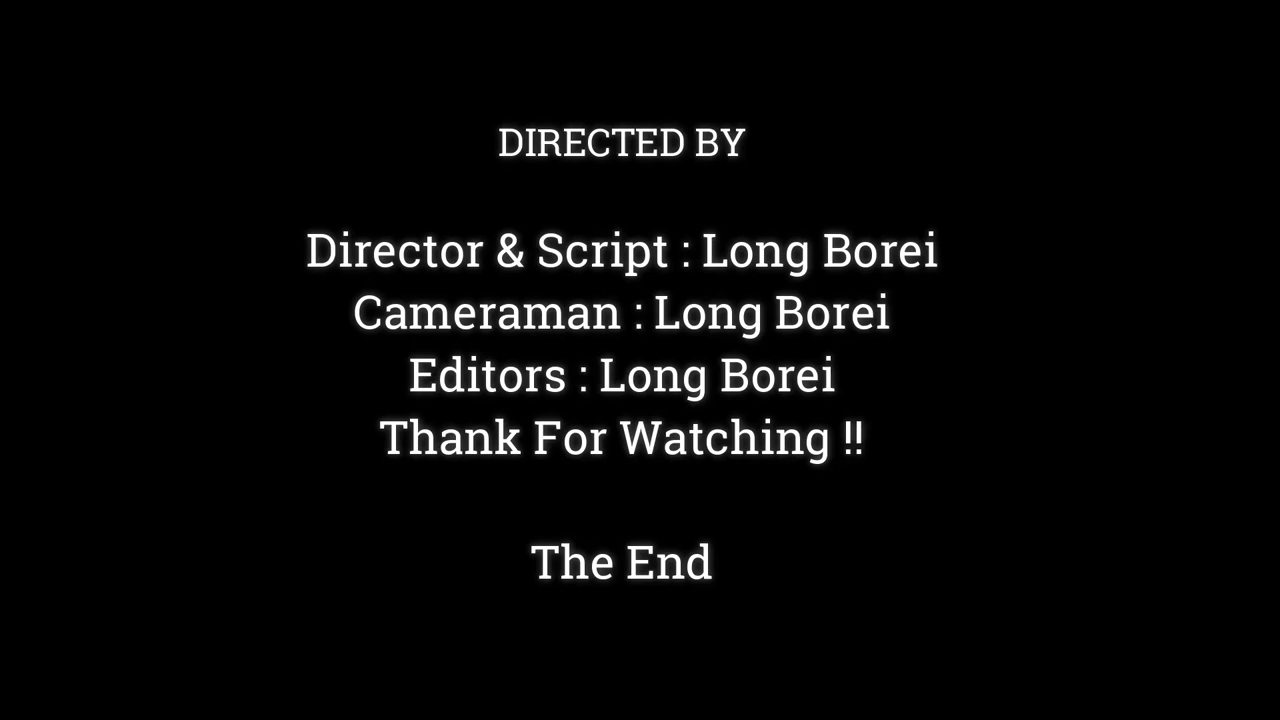 DIRECTED BY
Director & Script : Long Borei
Cameraman : Long Borei
Editors : Long Borei
Thank For Watching !!
The End